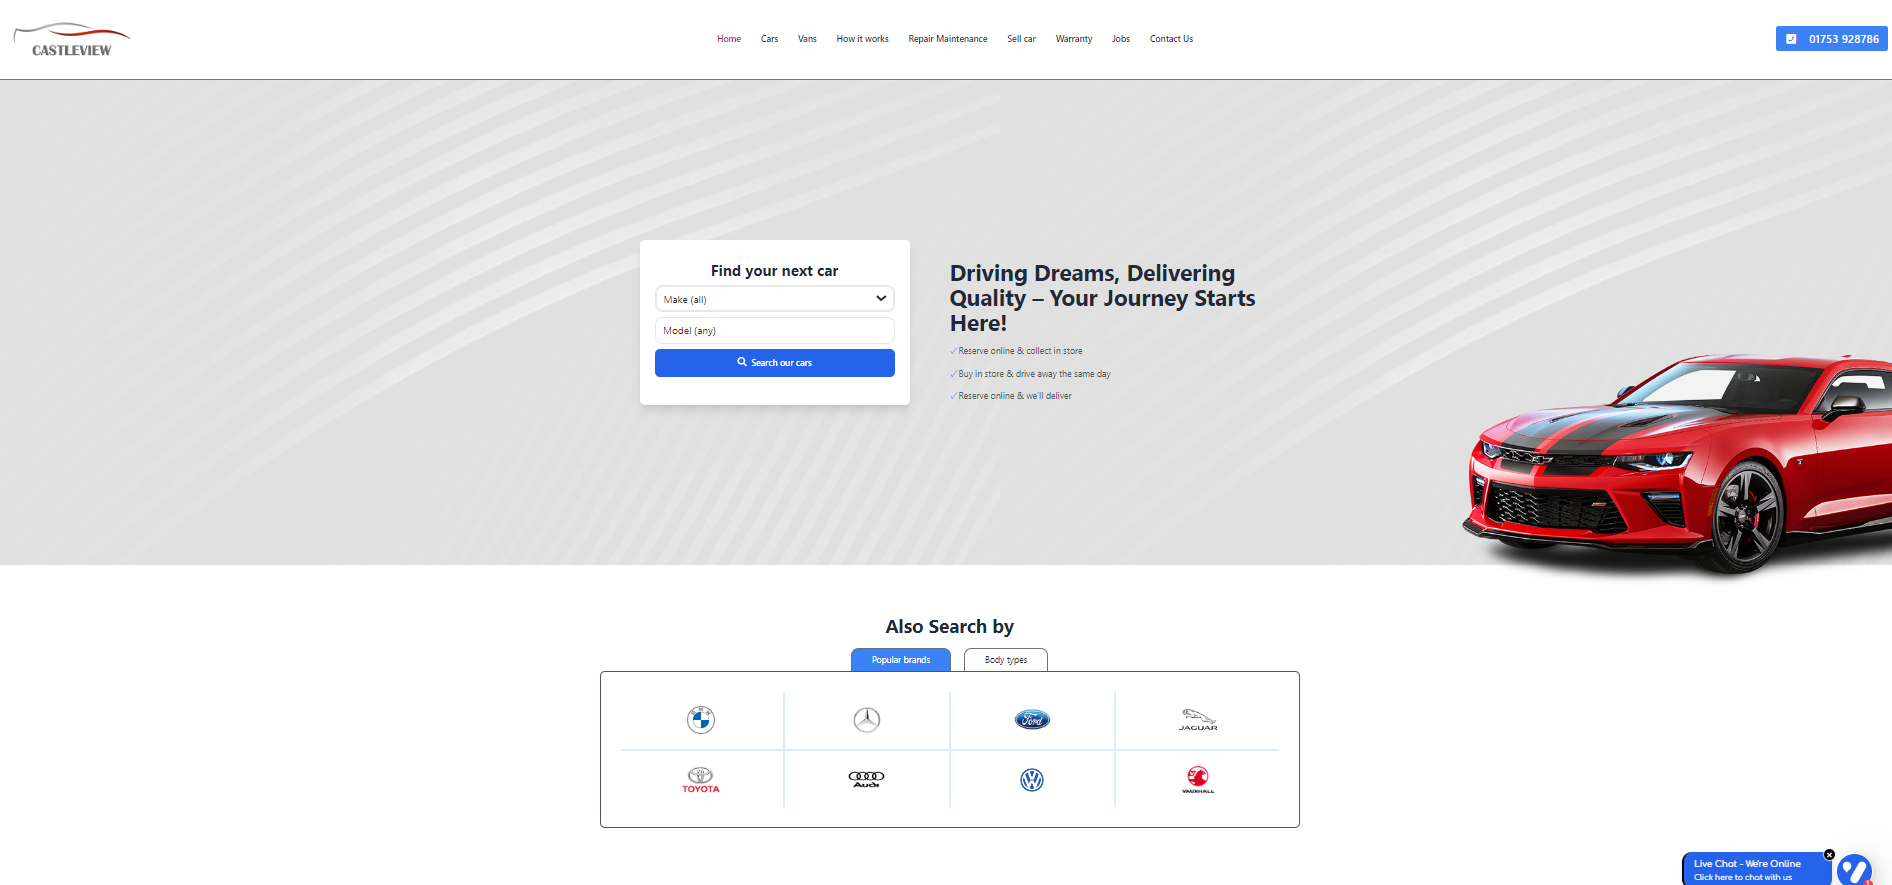 CASTLEVIEW
Home Cars Vans How it works Repair Maintenance Sell car Warranty Jobs Contact Us
01753 928786
Find your next car
Make (all)
Model (any)
Search our cars
Driving Dreams, Delivering
Quality – Your Journey Starts
Here!
✓Reserve online & collect in store
✓Buy in store & drive away the same day
✓Reserve online & we'll deliver
Also Search by
Popular brands Body types
BMW
Ford
JAGUAR
TOYOTA
Audi
VAUXHALL
Live Chat - We're Online
Click here to chat with us